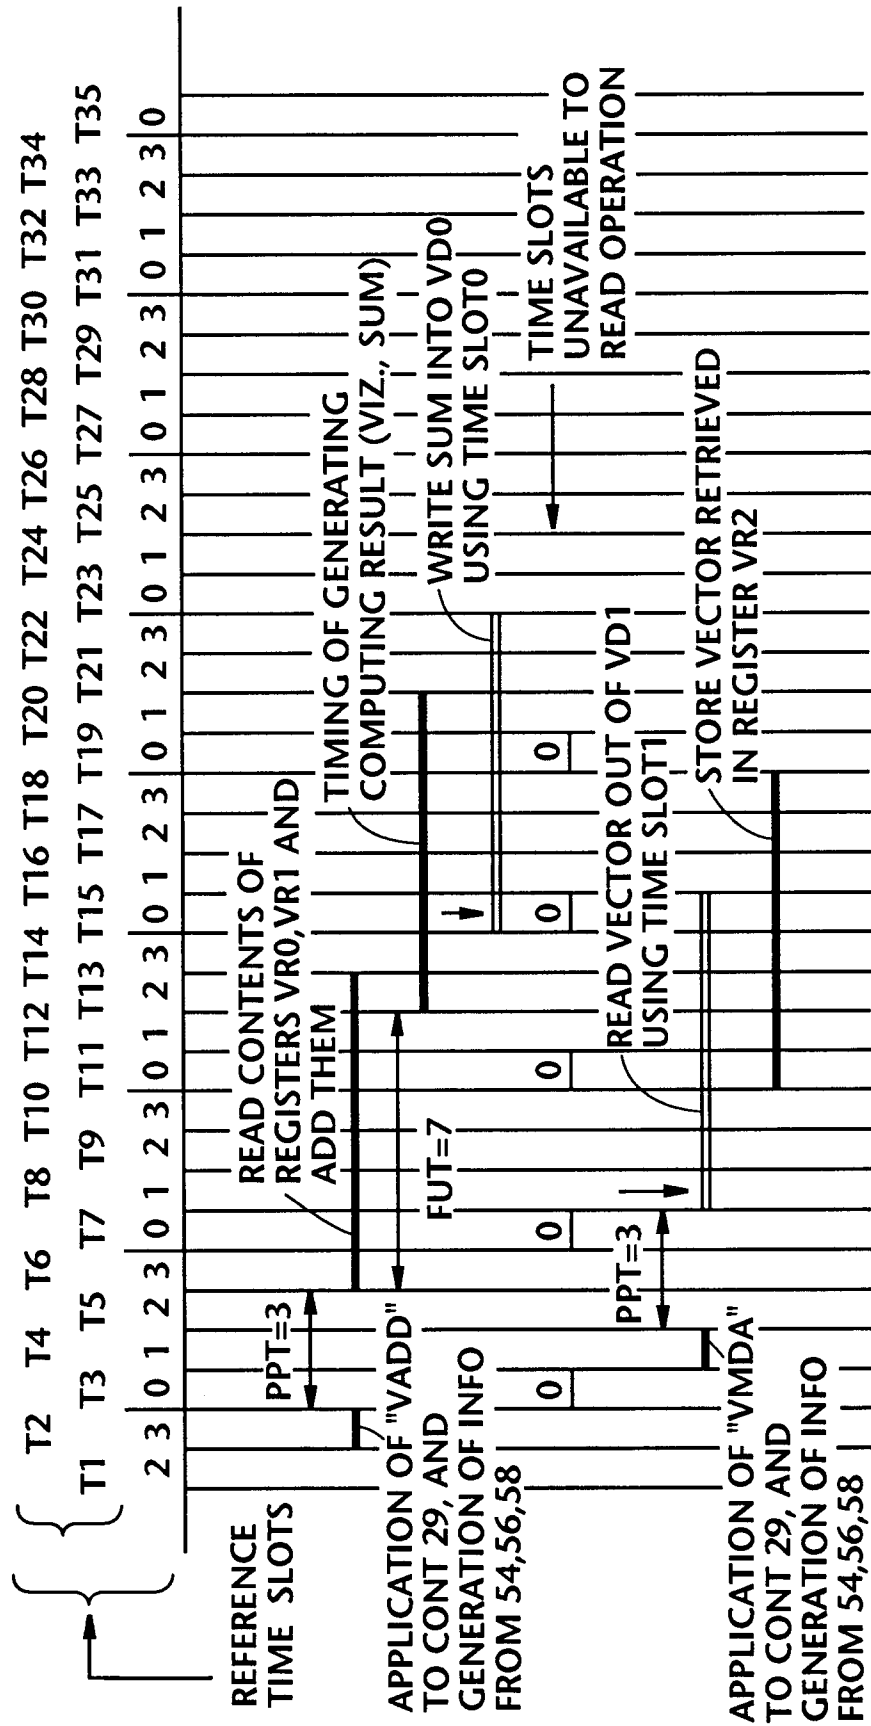 T2 T4 T6 T8 T10 T12 T14 T16 T18 T20 T22 T24 T26 T28 T30 T32 T34
T1 T3 T5 T7 T9 T11 T13 T15 T17 T19 T21 T23 T25 T27 T29 T31 T33 T35
2 3 0 1 2 3 0 1 2 3 0 1 2 3 0 1 2 3 0 1 2 3 0 1 2 3 0 1 2 3 0 1 2 3 0
REFERENCE
TIME SLOTS
PPT=3
READ CONTENTS OF
REGISTERS VR0,VR1 AND
ADD THEM
TIMING OF GENERATING
COMPUTING RESULT (VIZ., SUM)
APPLICATION OF "VADD"
TO CONT 29, AND
GENERATION OF INFO
FROM 54,56,58
FUT=7
WRITE SUM INTO VD0
USING TIME SLOT0
0 0 0 0 0
TIME SLOTS
UNAVAILABLE TO
READ OPERATION
PPT=3
READ VECTOR OUT OF VD1
USING TIME SLOT1
STORE VECTOR RETRIEVED
IN REGISTER VR2
APPLICATION OF "VMDA"
TO CONT 29, AND
GENERATION OF INFO
FROM 54,56,58